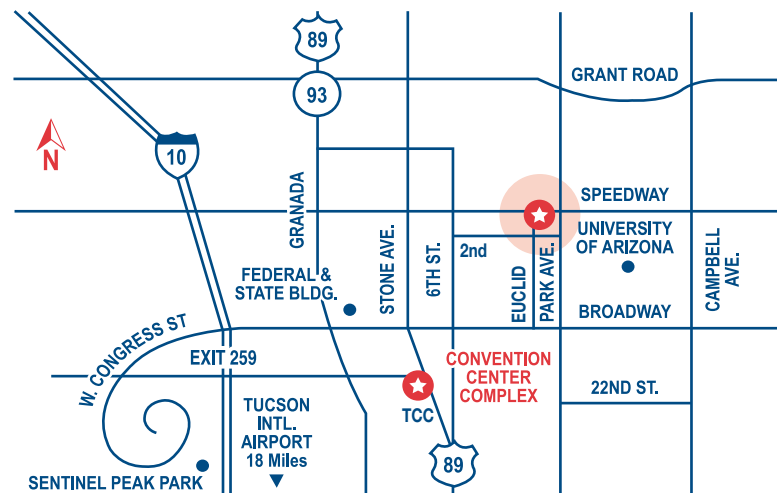 89
GRANT ROAD
93
N
10
GRANADA
SPEEDWAY
STONE AVE.
6TH ST.
2nd
EUCLID
PARK AVE.
UNIVERSITY
OF ARIZONA
CAMPBELL
AVE.
FEDERAL &
STATE BLDG.
BROADWAY
W. CONGRESS ST
EXIT 259
CONVENTION
CENTER
COMPLEX
22ND ST.
TCC
TUCSON
INTL.
AIRPORT
18 Miles
89
SENTINEL PEAK PARK